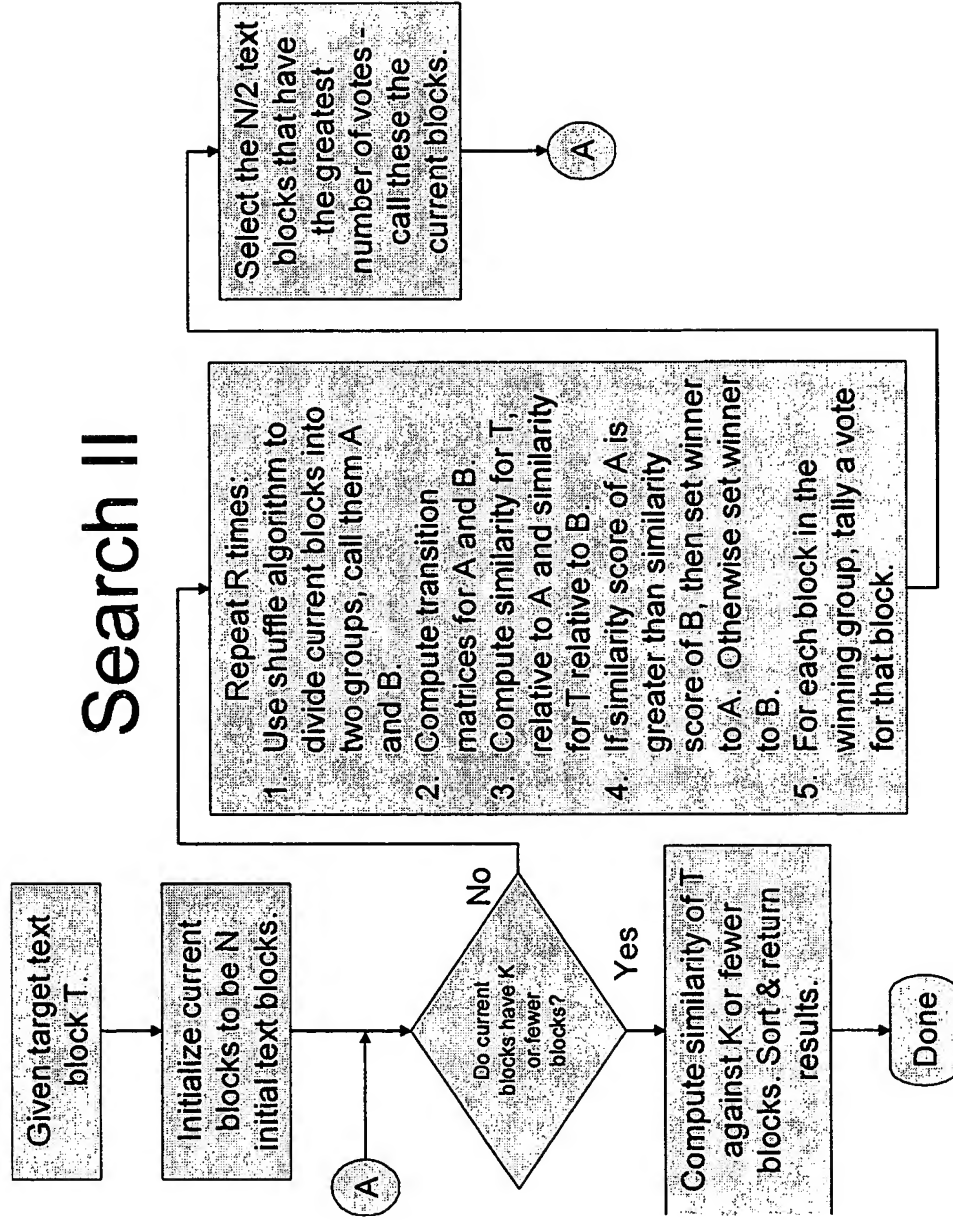 Search II
Given target text
block T.
Initialize current
blocks to be N
initial text blocks.
A
Do current
blocks have K
or fewer
blocks?
No
Yes
Compute similarity of T
against K or fewer
blocks. Sort & return
results.
Done
Repeat R times:
1. Use shuffle algorithm to
divide current blocks into
two groups, call them A
and B.
2. Compute transition
matrices for A and B.
3. Compute similarity for T,
relative to A and similarity
for T relative to B.
4. If similarity score of A is
greater than similarity
score of B, then set winner
to A. Otherwise set winner
to B.
5. For each block in the
winning group, tally a vote
for that block.
Select the N/2 text
blocks that have
the greatest
number of votes -
call these the
current blocks.
A